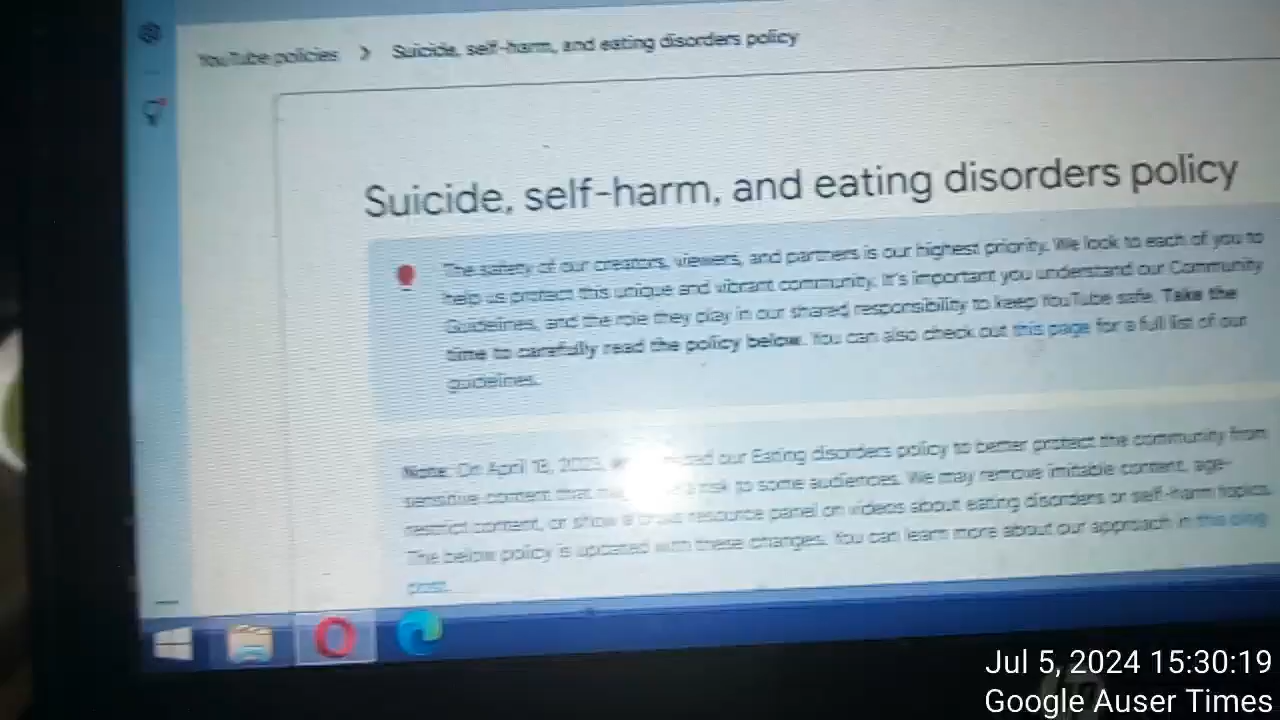 YouTube policies > Suicide, self-harm, and eating disorders policy
Suicide, self-harm, and eating disorders policy
The safety of our creators, viewers, and partners is our highest priority. We look to each of you to
help us protect this unique and vibrant community. It's important you understand our Community
Guidelines, and the role they play in our shared responsibility to keep YouTube safe. Take the
time to carefully read the policy below. You can also check out this page for a full list of our
guidelines.
Note: On April 18, our Eating disorders policy to better protect the community from
sensitive content that risk to some audiences. We may remove imitable content, age-
restrict content, or show a resource panel on videos about eating disorders or self-harm topics.
The below policy is updated with these changes. You can learn more about our approach in this blog
post.
Jul 5, 2024 15:30:19
Google Auser Times